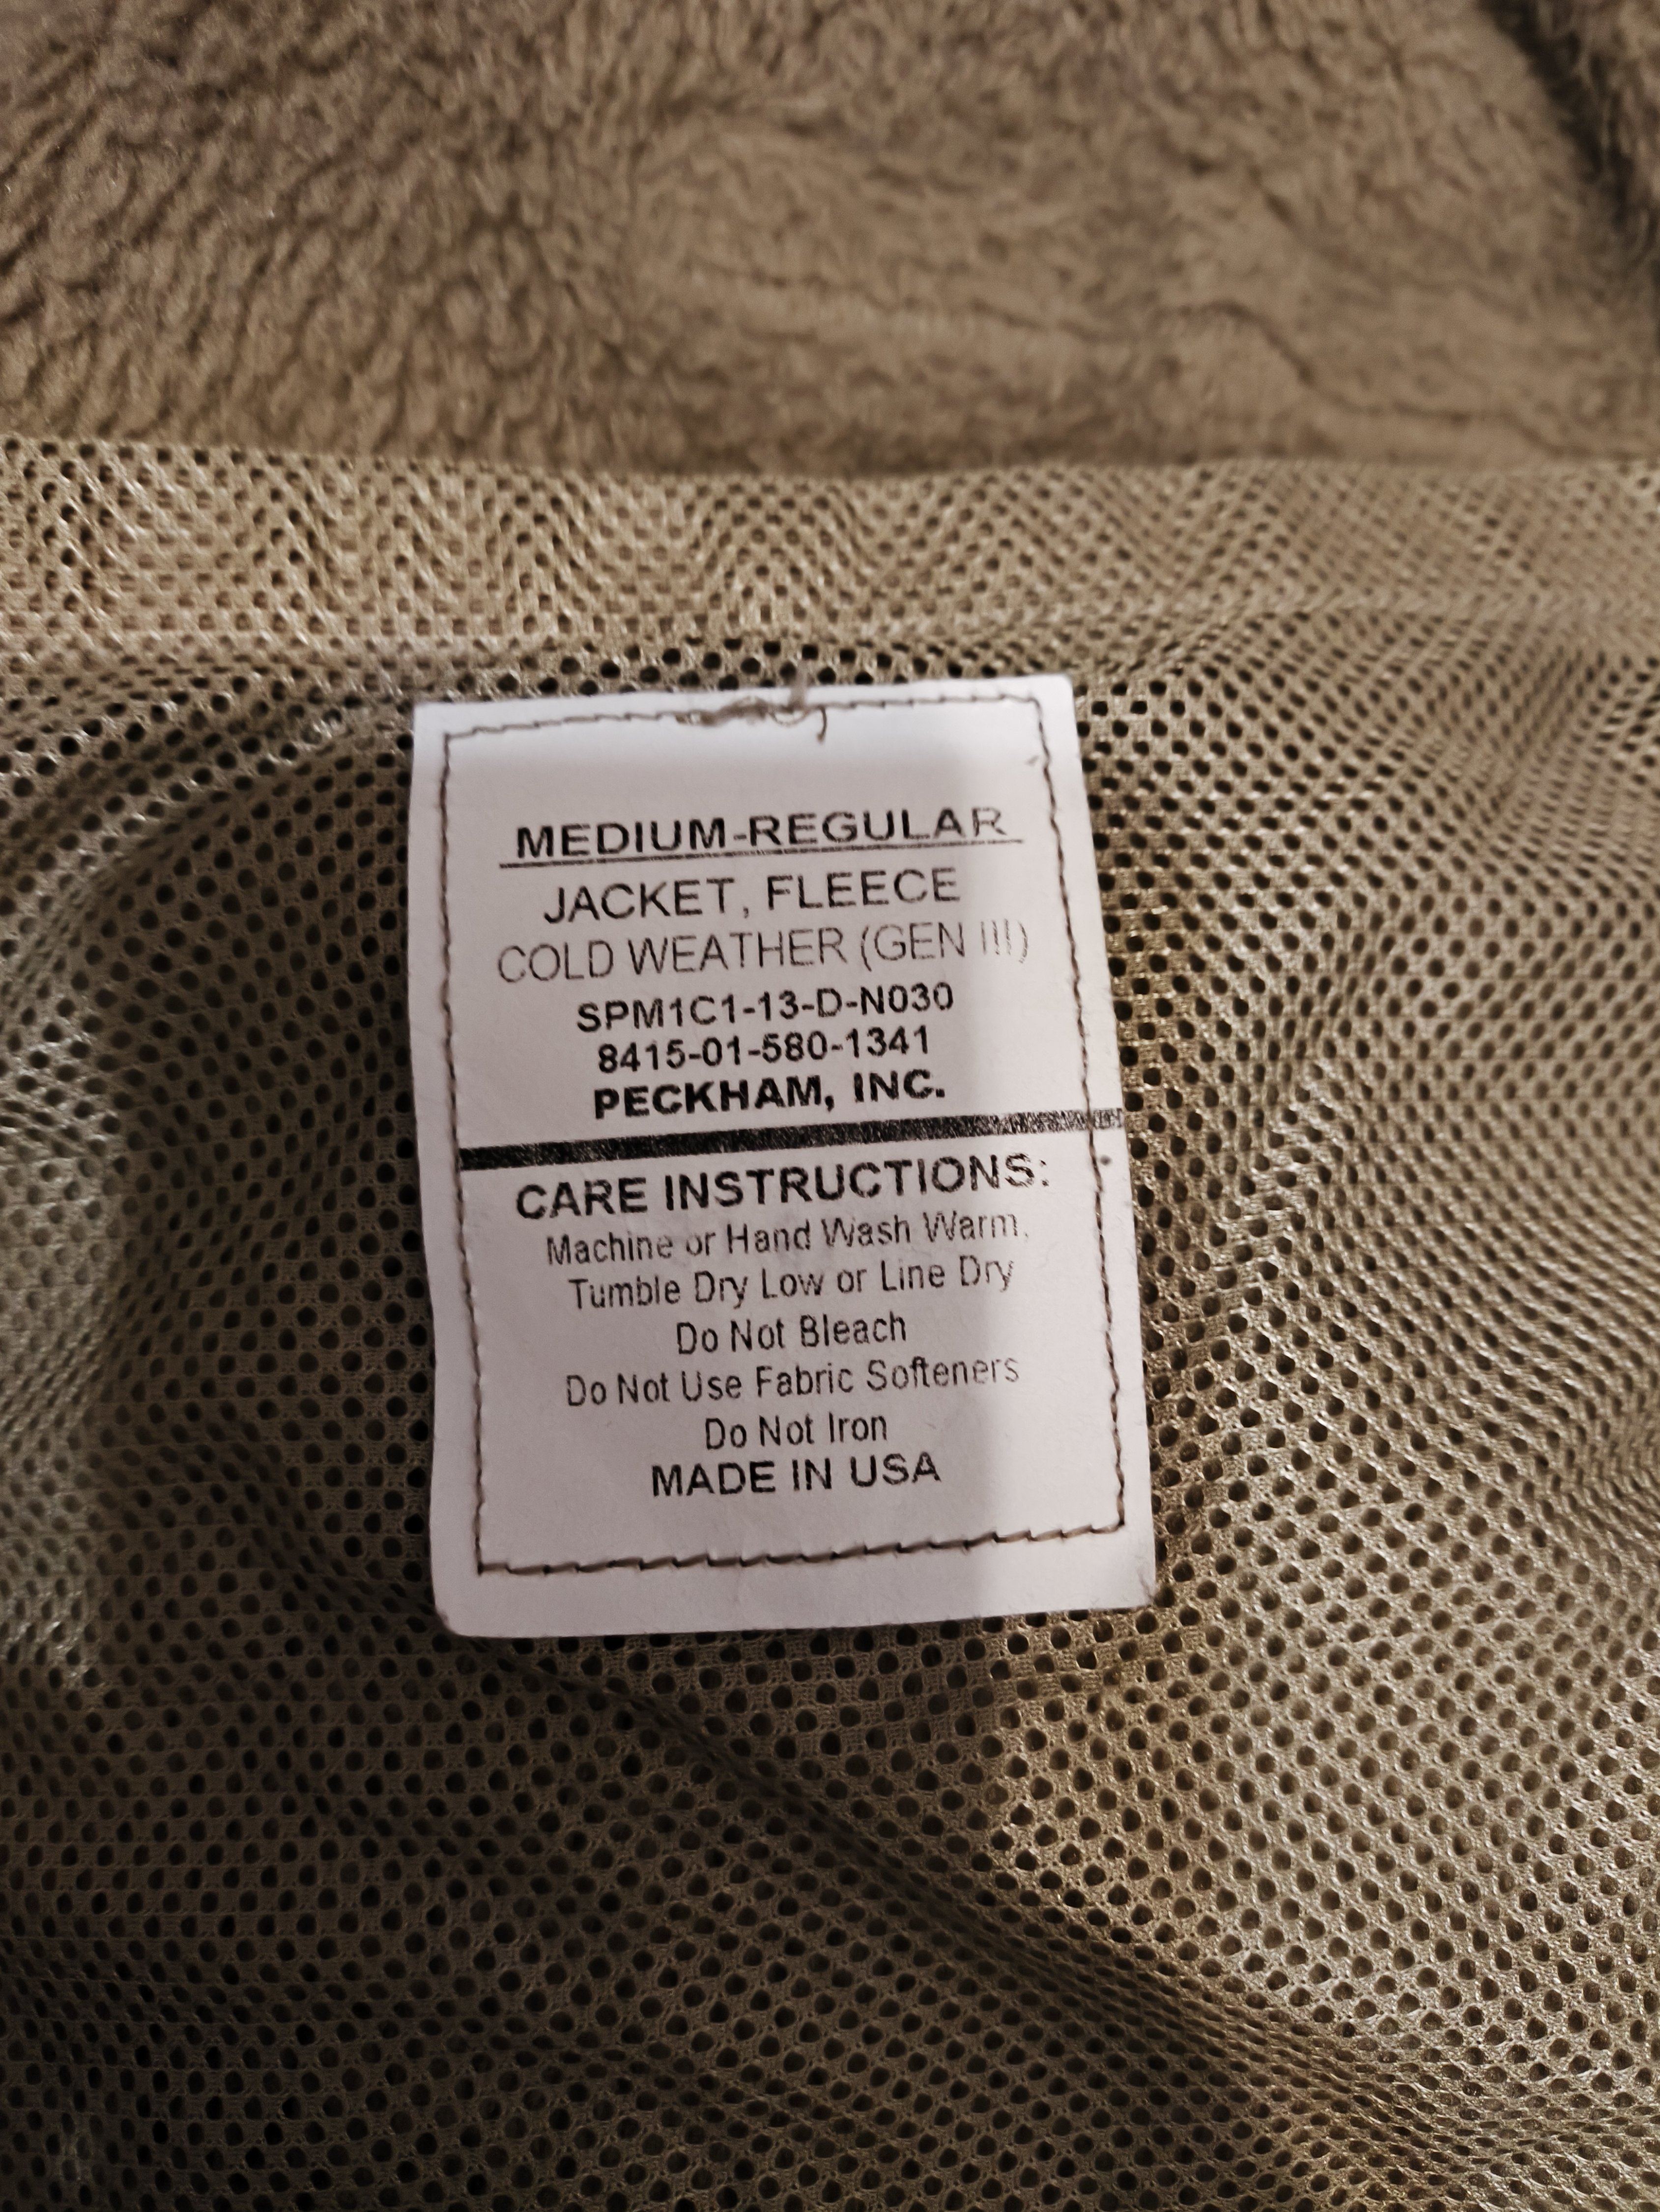 MEDIUM-REGULAR
JACKET, FLEECE
COLD WEATHER (GEN III)
SPM1C1-13-D-N030
8415-01-580-1341
PECKHAM, INC.
CARE INSTRUCTIONS:
Machine or Hand Wash Warm,
Tumble Dry Low or Line Dry
Do Not Bleach
Do Not Use Fabric Softeners
Do Not Iron
MADE IN USA